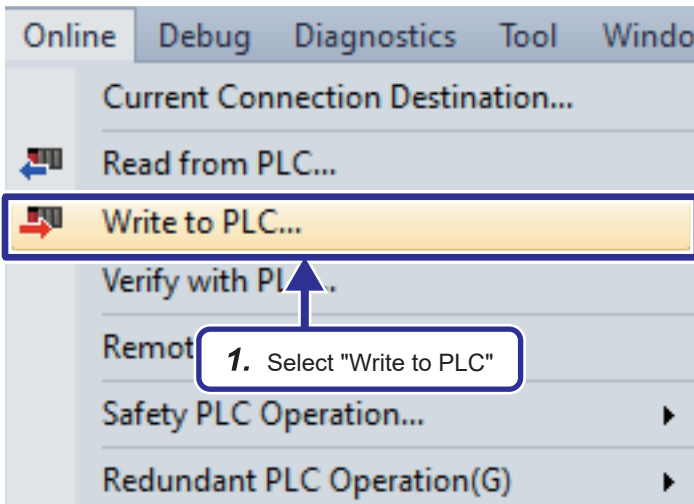 Online Debug Diagnostics Tool Windo
Current Connection Destination...
Read from PLC...
Write to PLC...
Verify with PL
Remot
1. Select "Write to PLC"
Safety PLC Operation...
Redundant PLC Operation(G)